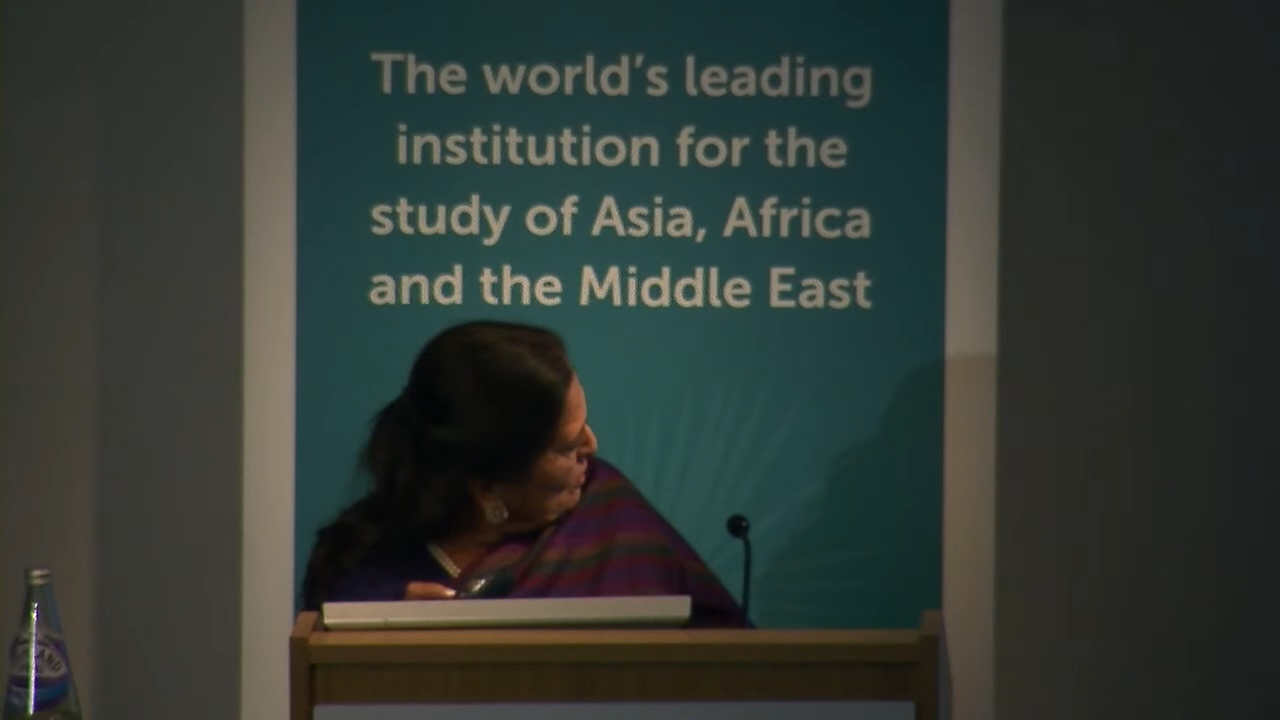 The world's leading
institution for the
study of Asia, Africa
and the Middle East